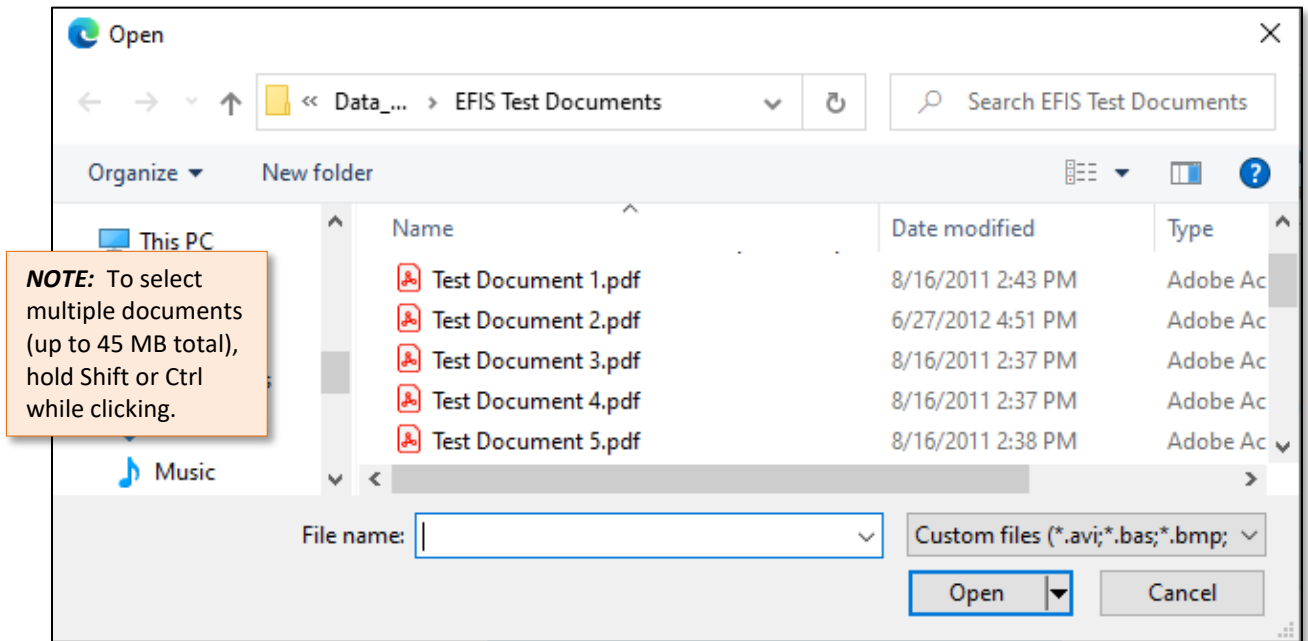 Open
« Data_... › EFIS Test Documents
Search EFIS Test Documents
Organize
New folder
This PC
Name
Date modified
Type
NOTE: To select
multiple documents
(up to 45 MB total),
hold Shift or Ctrl
while clicking.
Test Document 1.pdf 8/16/2011 2:43 PM Adobe Ac
Test Document 2.pdf 6/27/2012 4:51 PM Adobe Ac
Test Document 3.pdf 8/16/2011 2:37 PM Adobe Ac
Test Document 4.pdf 8/16/2011 2:37 PM Adobe Ac
Test Document 5.pdf 8/16/2011 2:38 PM Adobe Ac
Music
File name:
Custom files (*.avi;*.bas;*.bmp;
Open
Cancel